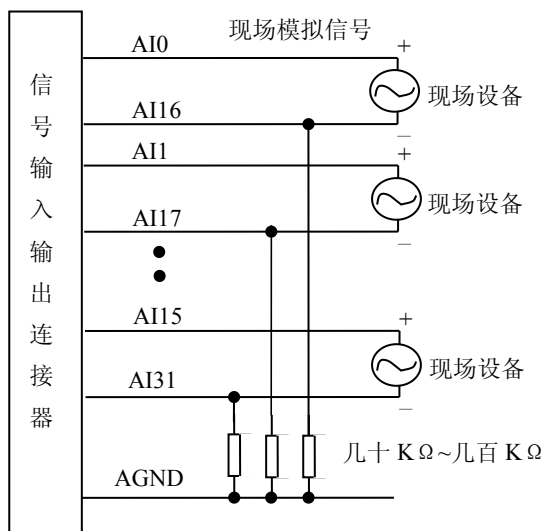 信号输入输出连接器
AI0
现场模拟信号
+
AI16
现场设备
−
AI1
+
现场设备
AI17
−
AI15
+
现场设备
AI31
−
几十 KΩ~几百 KΩ
AGND